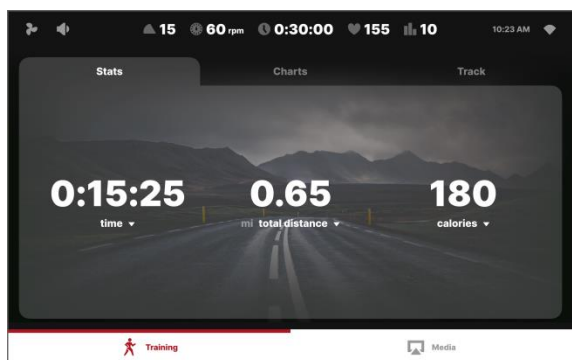 15 60 rpm 0:30:00 155 10 10:23 AM
Stats Charts Track
0:15:25 0.65 180
time mi total distance calories
Training Media